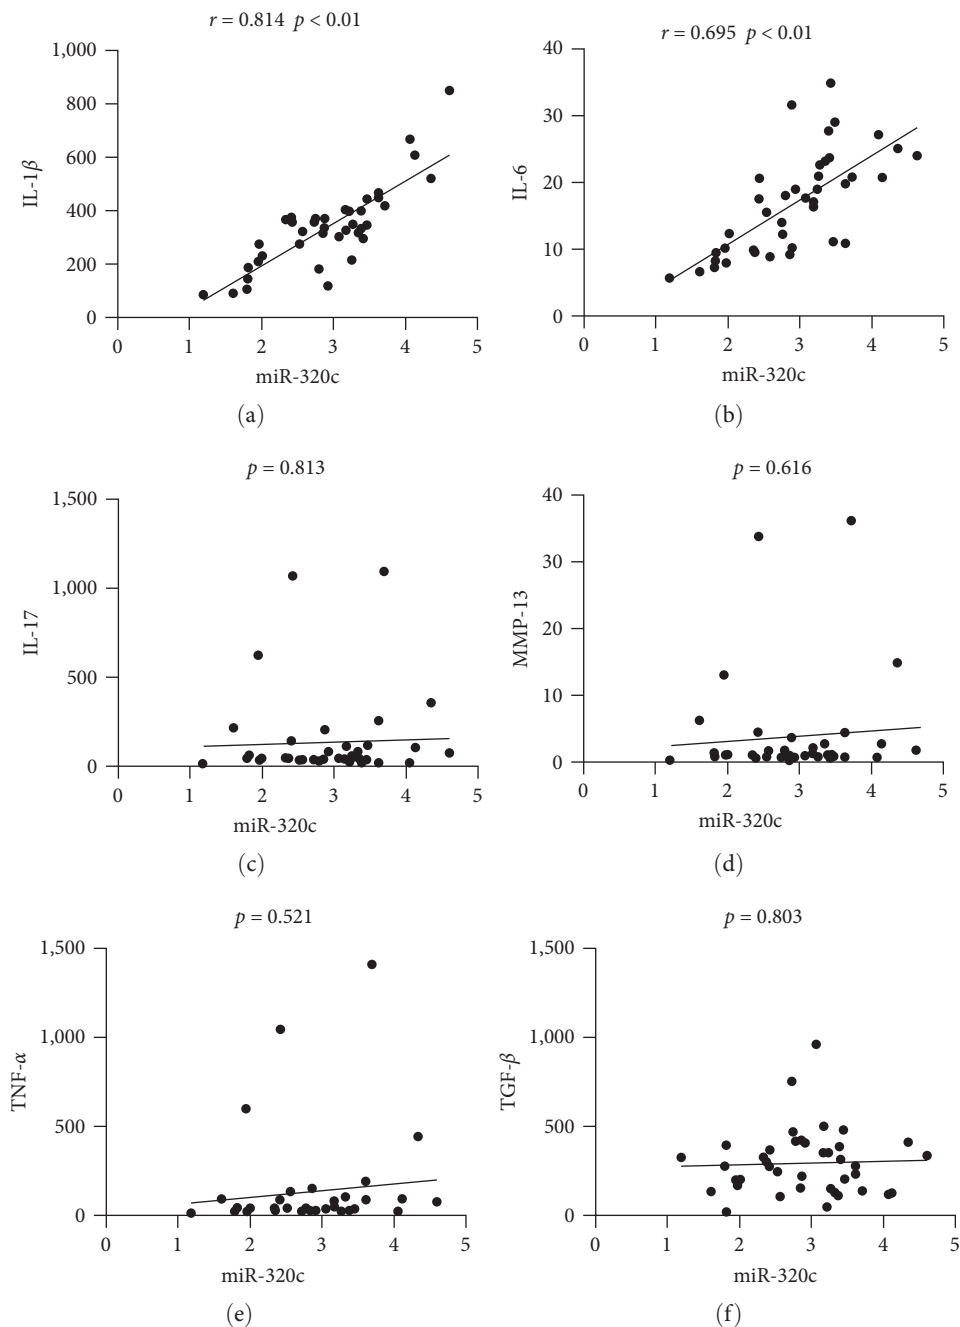 r = 0.814 p < 0.01
1,000
800
600
400
200
0
IL-1β
0 1 2 3 4 5
miR-320c
(a)
r = 0.695 p < 0.01
40
30
20
10
0
IL-6
0 1 2 3 4 5
miR-320c
(b)
p = 0.813
1,500
1,000
500
0
IL-17
0 1 2 3 4 5
miR-320c
(c)
p = 0.616
40
30
20
10
0
MMP-13
0 1 2 3 4 5
miR-320c
(d)
p = 0.521
1,500
1,000
500
0
TNF-α
0 1 2 3 4 5
miR-320c
(e)
p = 0.803
1,500
1,000
500
0
TGF-β
0 1 2 3 4 5
miR-320c
(f)